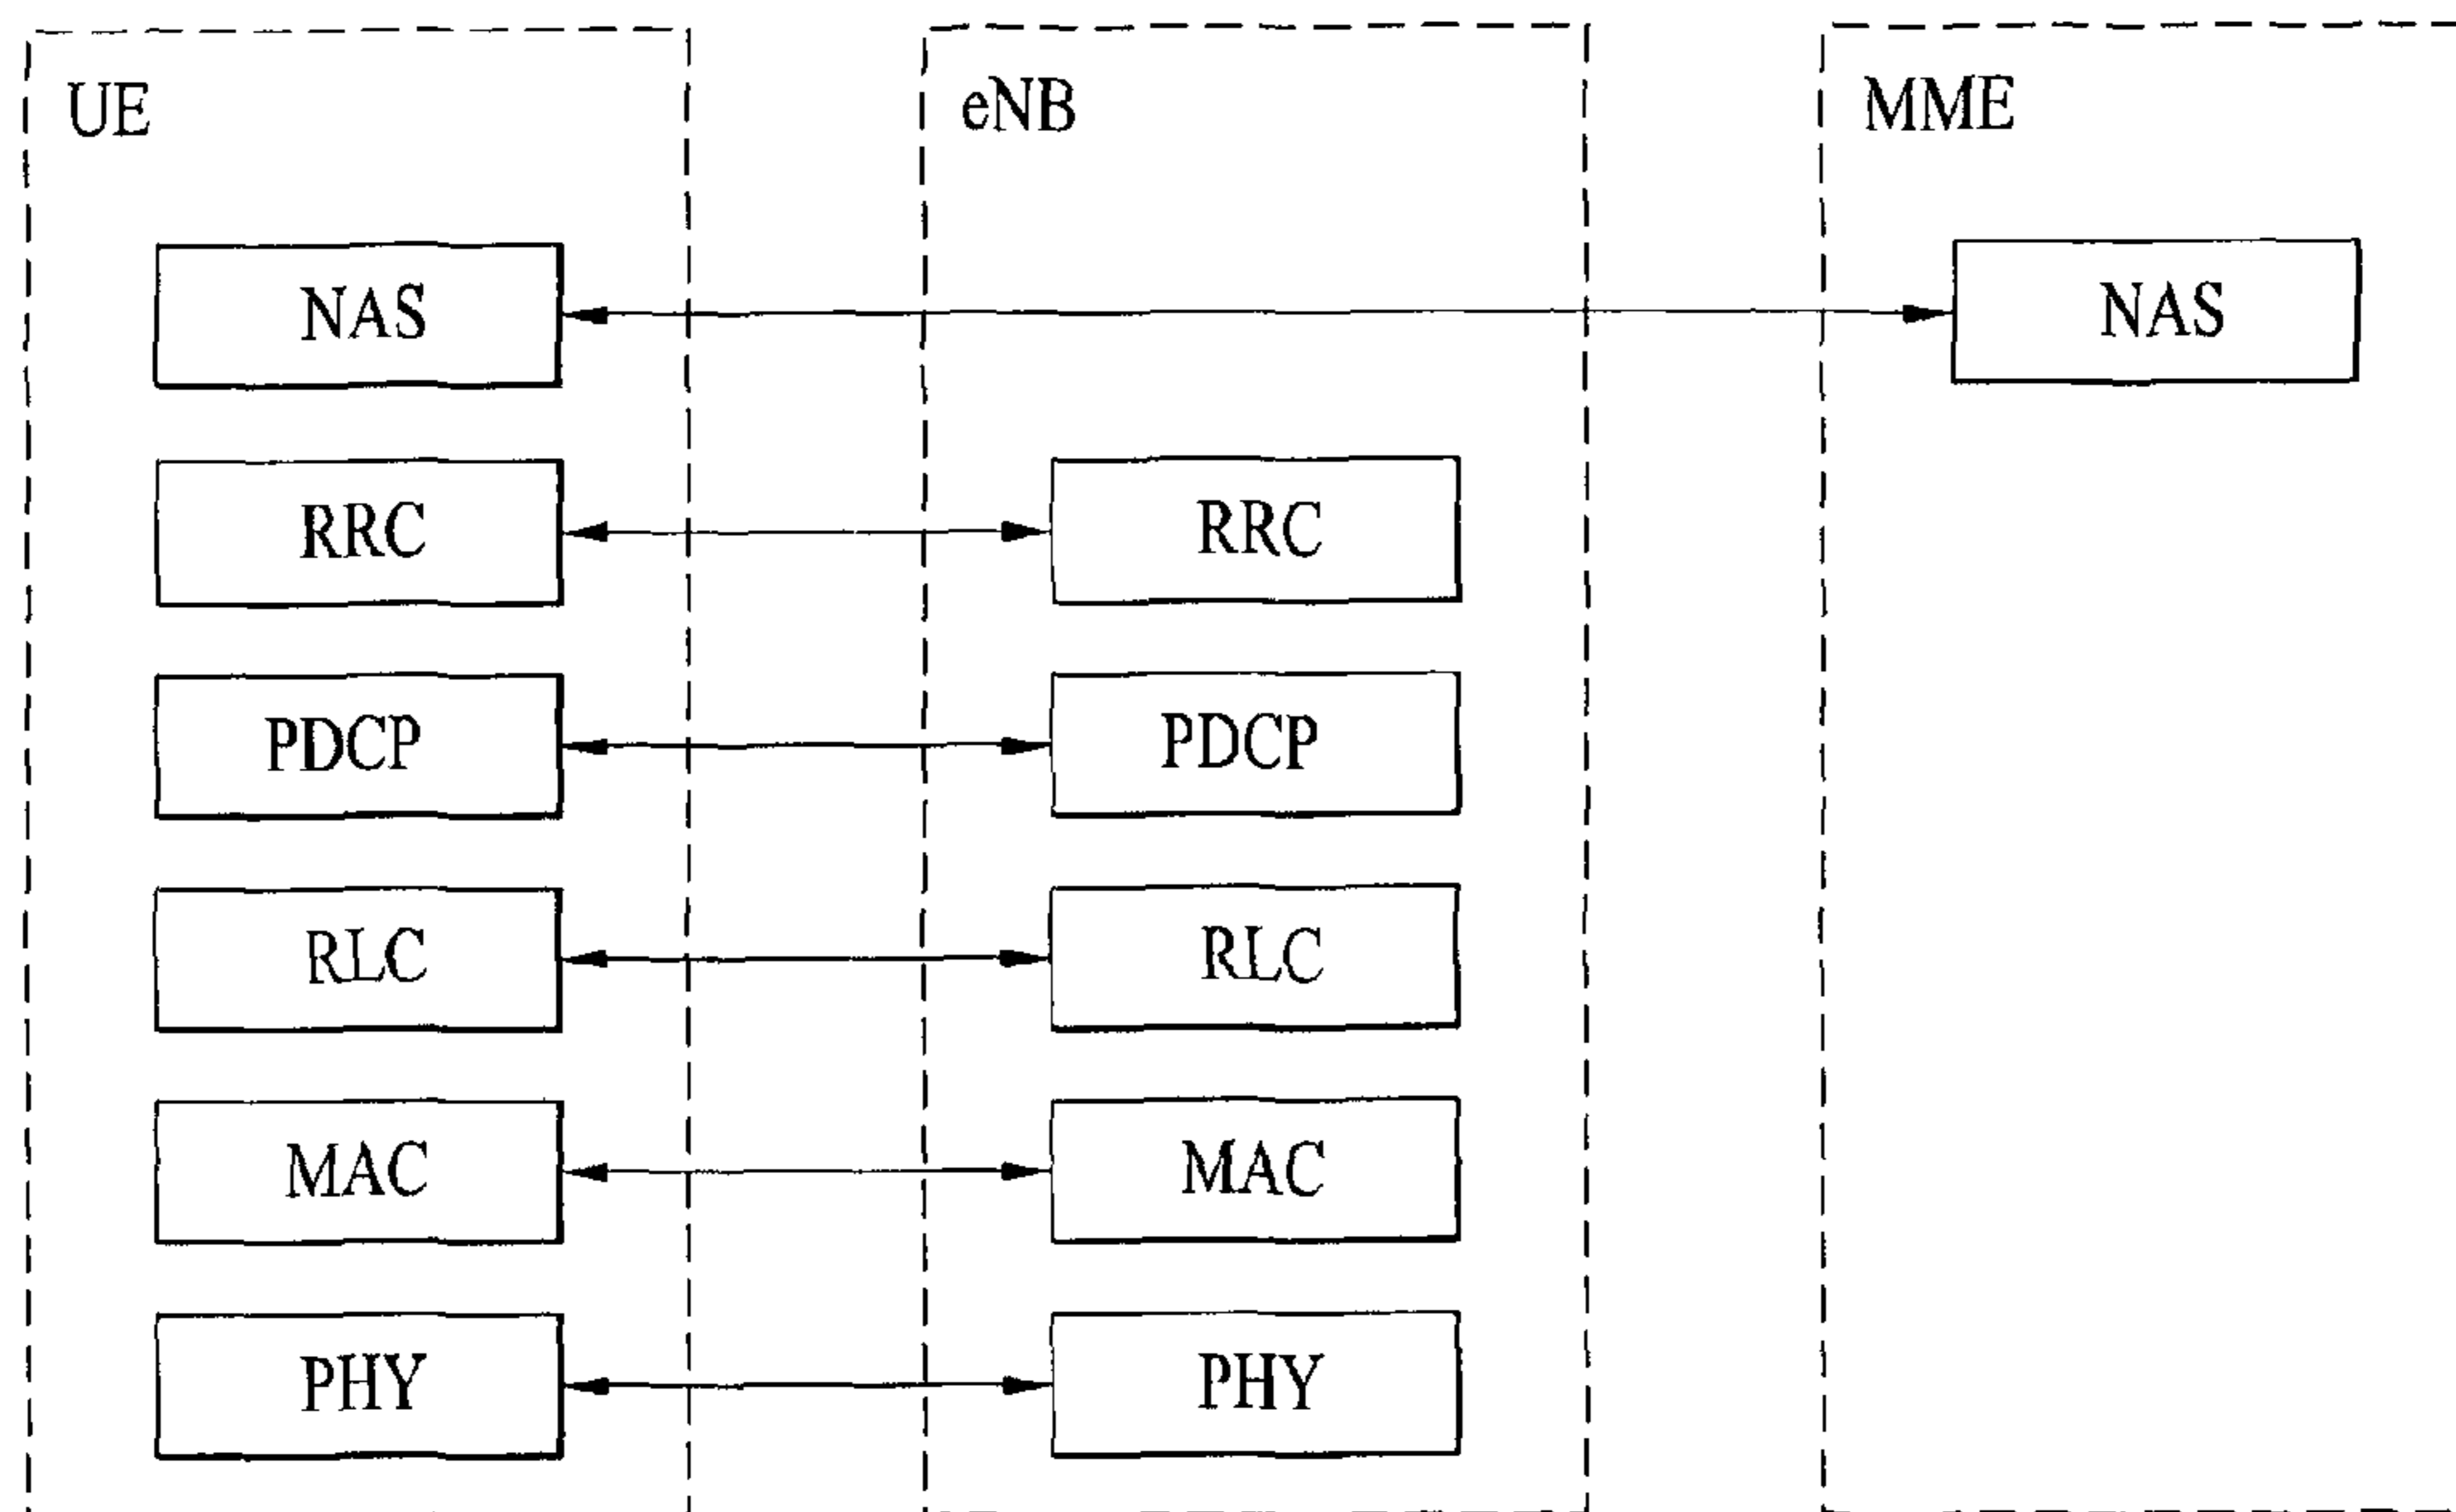 UE eNB MME
NAS NAS
RRC RRC
PDCP PDCP
RLC RLC
MAC MAC
PHY PHY